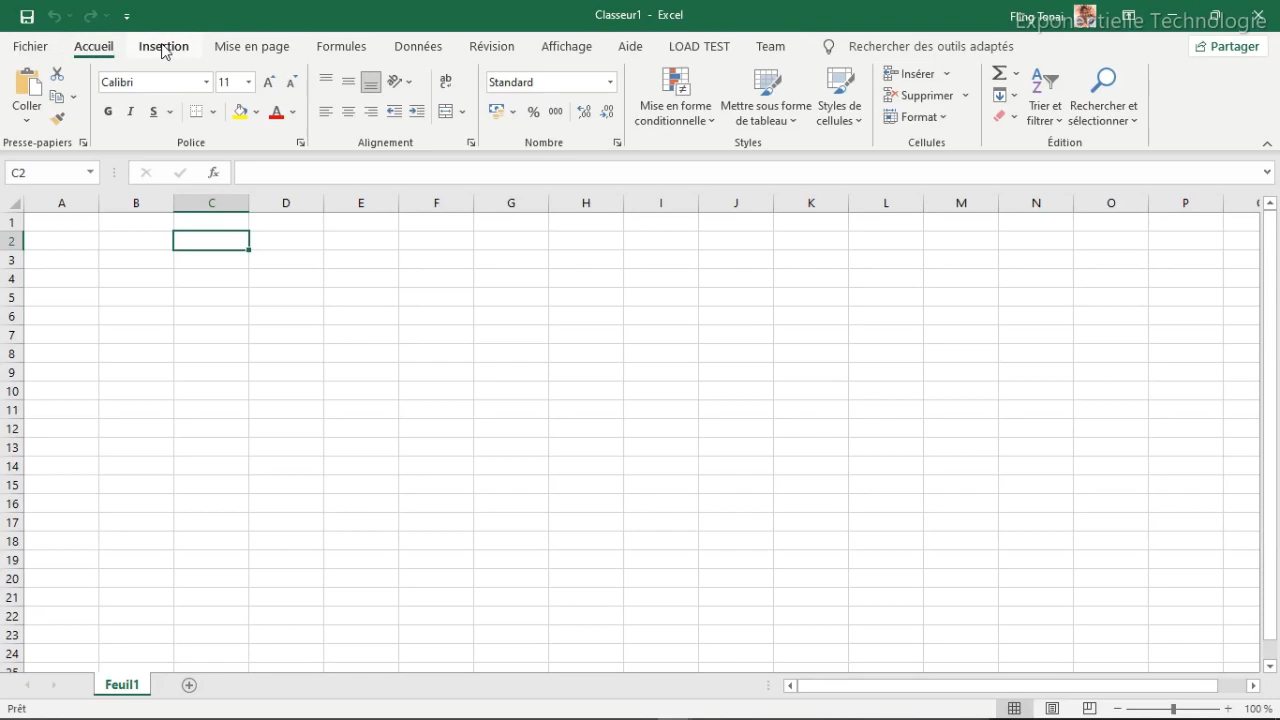 Classeur1 - Excel
Exponentielle Technologie
Fichier Accueil Insertion Mise en page Formules Données Révision Affichage Aide LOAD TEST Team Rechercher des outils adaptés Partager
Coller
Calibri 11
G I S
ab
Standard
% 000
Mise en forme conditionnelle
Mettre sous forme de tableau
Styles de cellules
Insérer
Supprimer
Format
Trier et filtrer
Rechercher et sélectionner
Presse-papiers Police Alignement Nombre Styles Cellules Édition
C2 fx
A B C D E F G H I J K L M N O P
1
2
3
4
5
6
7
8
9
10
11
12
13
14
15
16
17
18
19
20
21
22
23
24
25
Feuil1
Prêt 100 %